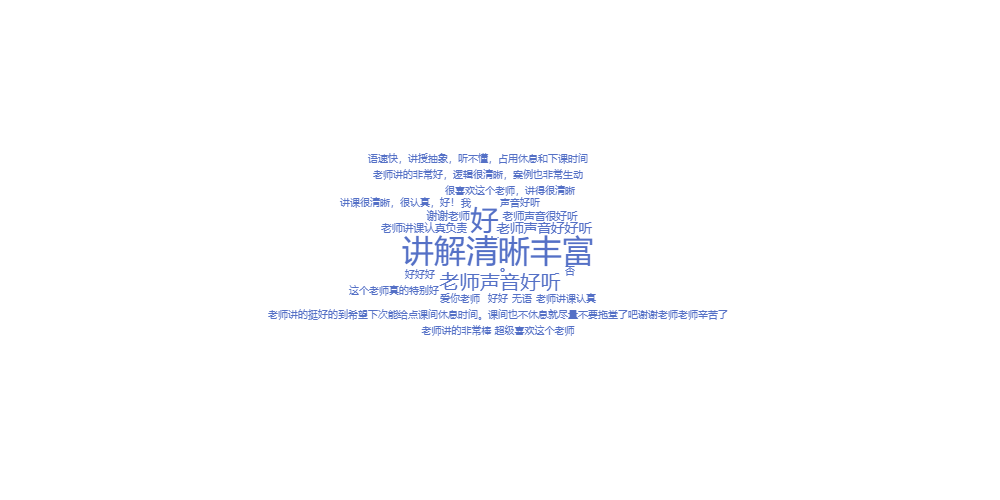 语速快，讲授抽象，听不懂，占用休息和下课时间
老师讲的非常好，逻辑很清晰，案例也非常生动
很喜欢这个老师，讲得很清晰
讲课很清晰，很认真，好！ 我 声音好听
谢谢老师 好 老师声音很好听
老师讲课认真负责 老师声音好好听
讲解清晰丰富
好好好 。 否
老师声音好听
这个老师真的特别好
爱你老师 好好 无语 老师讲课认真
老师讲的挺好的到希望下次能给点课间休息时间。课间也不休息就尽量不要拖堂了吧谢谢老师老师辛苦了
老师讲的非常棒 超级喜欢这个老师